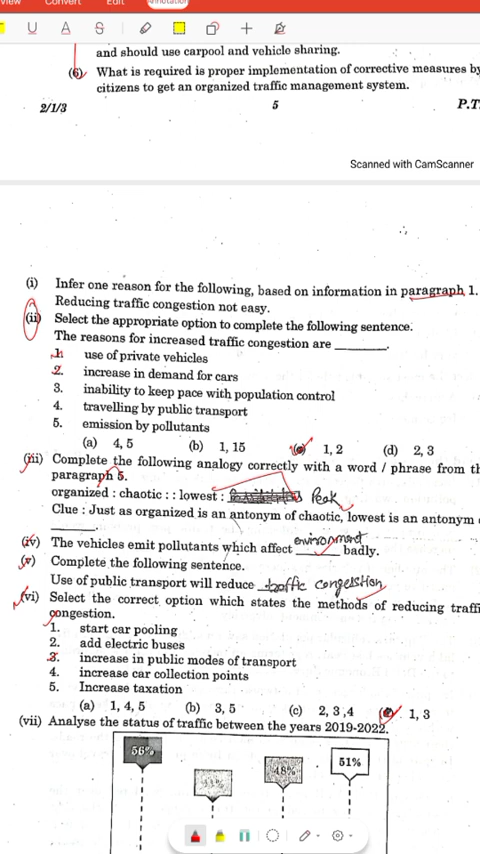 View Convert Edit Annotation
U A S
and should use carpool and vehicle sharing.
(6) What is required is proper implementation of corrective measures by
citizens to get an organized traffic management system.
2/1/3 5 P.T.
Scanned with CamScanner
(i) Infer one reason for the following, based on information in paragraph 1.
Reducing traffic congestion not easy.
(ii) Select the appropriate option to complete the following sentence.
The reasons for increased traffic congestion are ________.
1. use of private vehicles
2. increase in demand for cars
3. inability to keep pace with population control
4. travelling by public transport
5. emission by pollutants
(a) 4, 5 (b) 1, 15 (c) 1, 2 (d) 2, 3
(iii) Complete the following analogy correctly with a word / phrase from th
paragraph 5.
organized : chaotic : : lowest : Peak
Clue : Just as organized is an antonym of chaotic, lowest is an antonym
________.
(iv) The vehicles emit pollutants which affect environment badly.
(v) Complete the following sentence.
Use of public transport will reduce traffic congelstion
(vi) Select the correct option which states the methods of reducing traffi
congestion.
1. start car pooling
2. add electric buses
3. increase in public modes of transport
4. increase car collection points
5. Increase taxation
(a) 1, 4, 5 (b) 3, 5 (c) 2, 3 ,4 1, 3
(vii) Analyse the status of traffic between the years 2019-2022.
56% 48% 51%